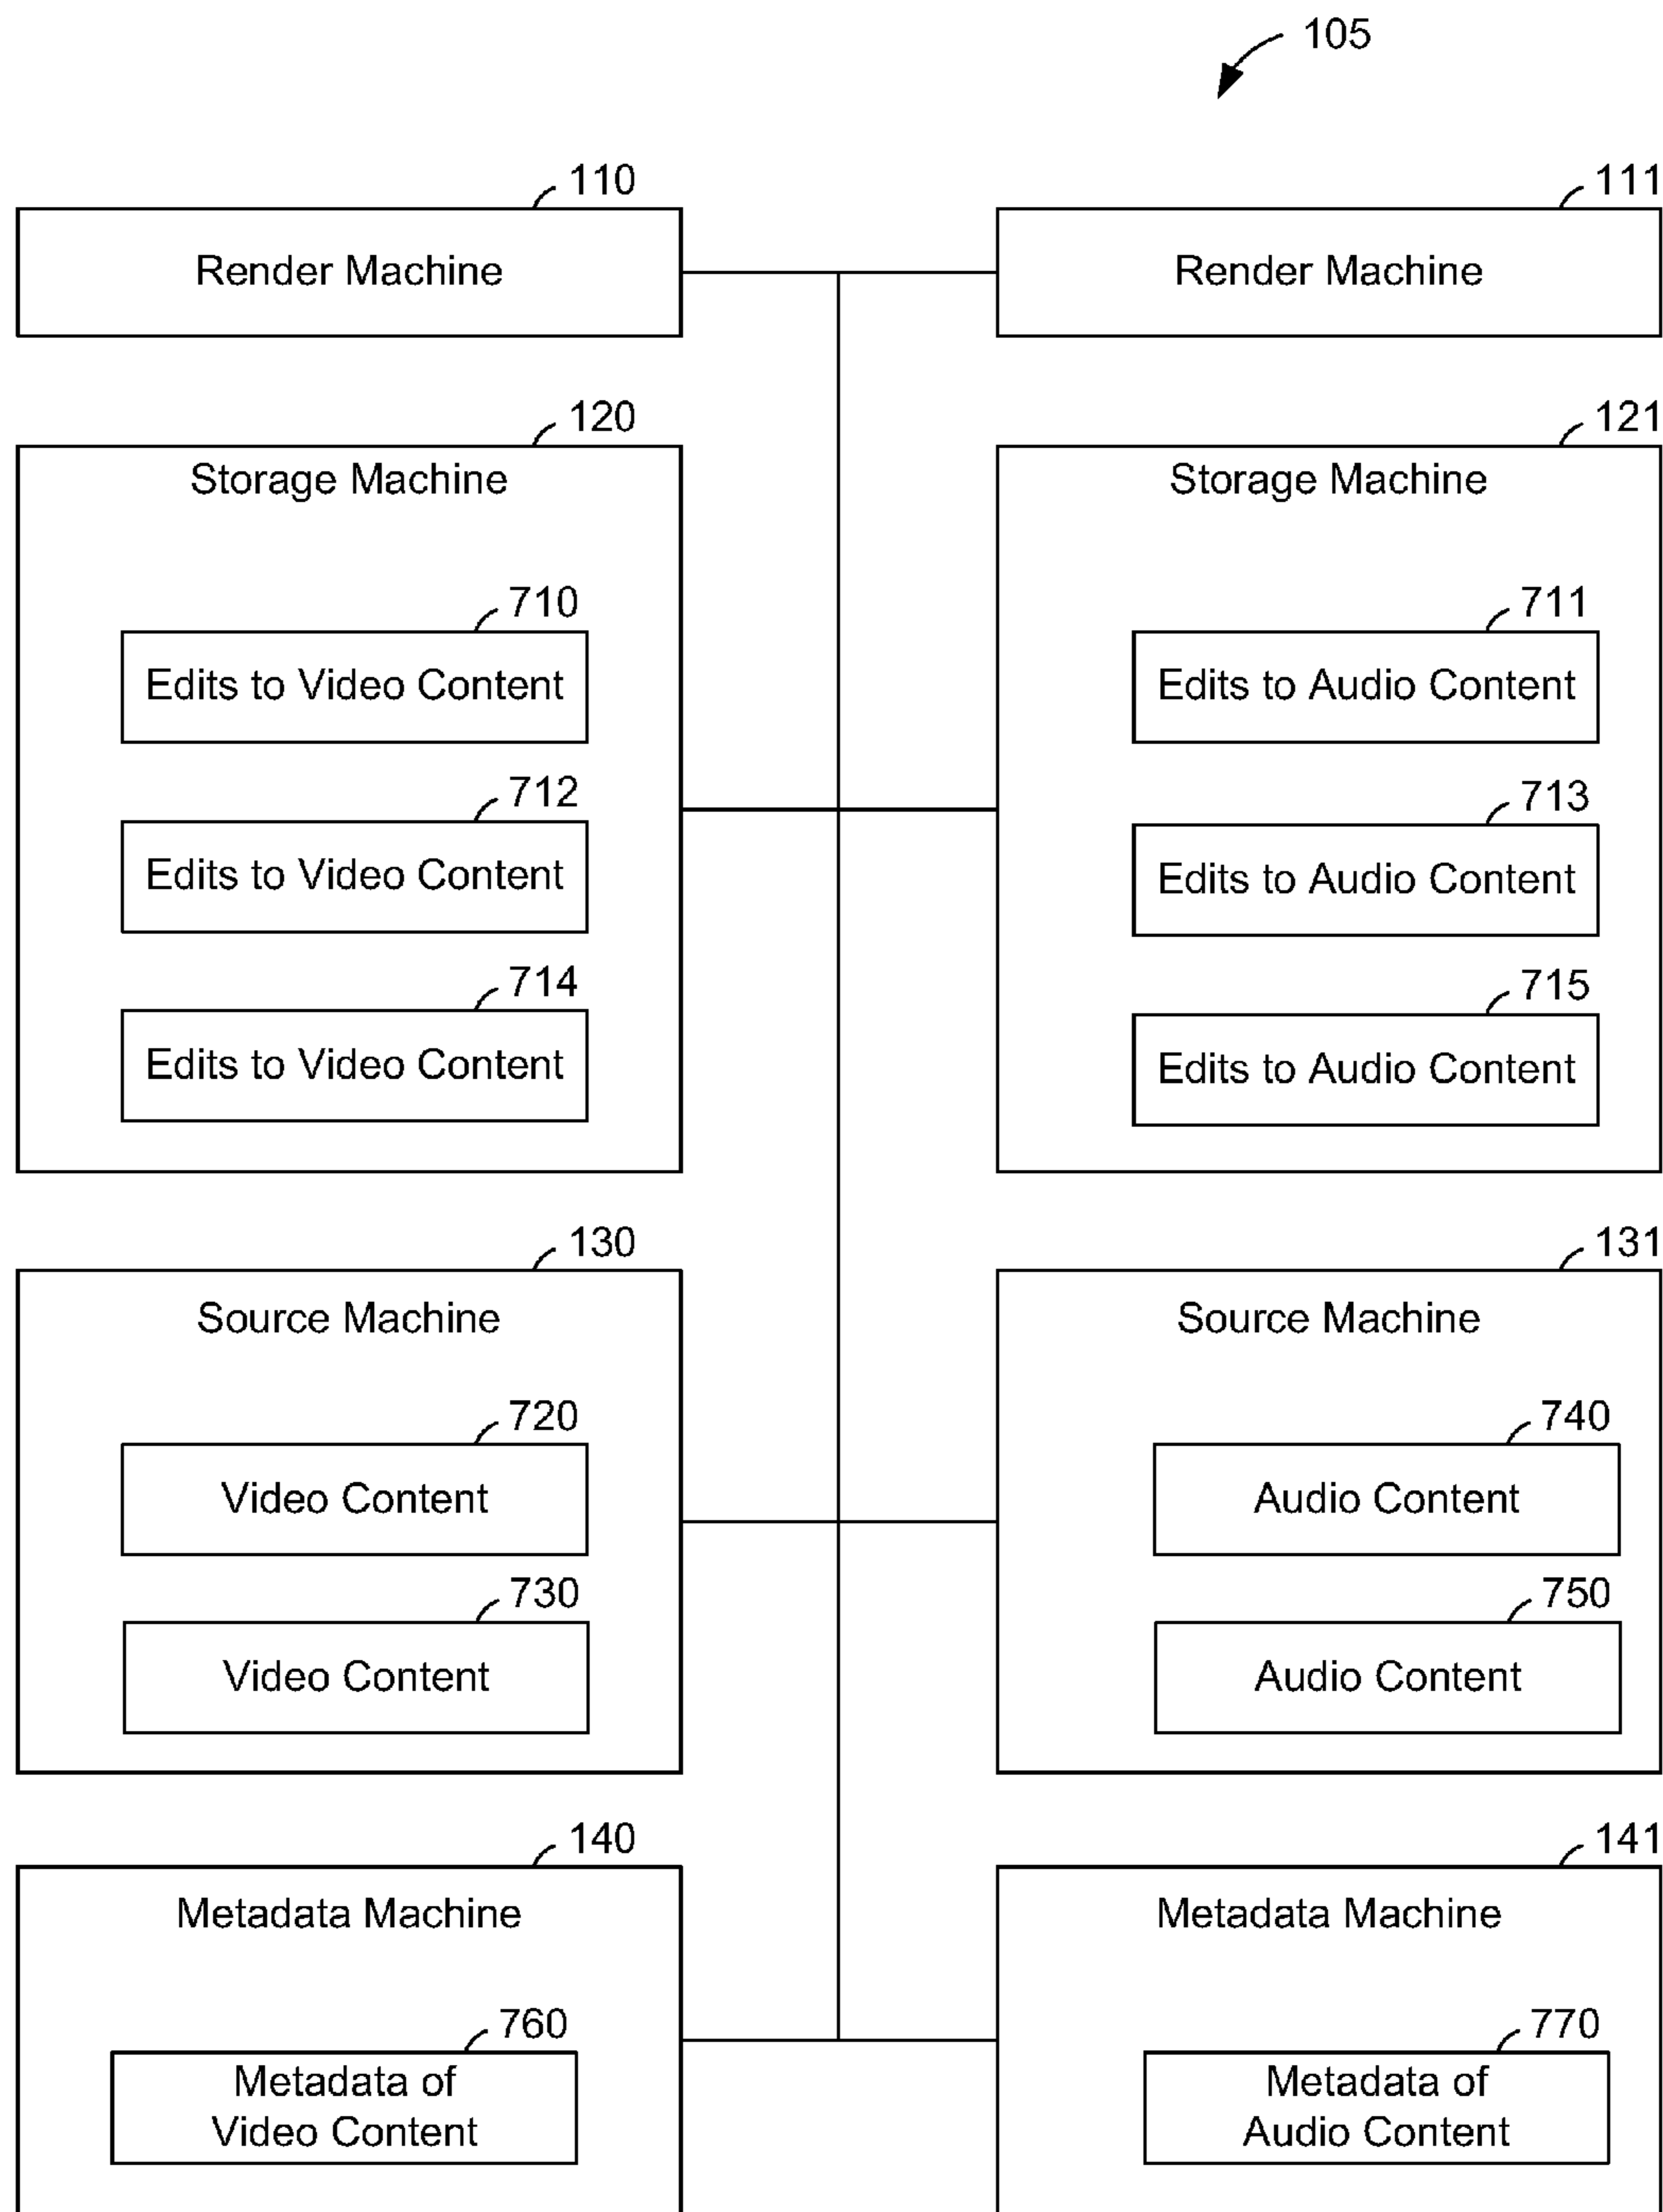 105
110
Render Machine
111
Render Machine
120
Storage Machine
710
Edits to Video Content
712
Edits to Video Content
714
Edits to Video Content
121
Storage Machine
711
Edits to Audio Content
713
Edits to Audio Content
715
Edits to Audio Content
130
Source Machine
720
Video Content
730
Video Content
131
Source Machine
740
Audio Content
750
Audio Content
140
Metadata Machine
760
Metadata of
Video Content
141
Metadata Machine
770
Metadata of
Audio Content